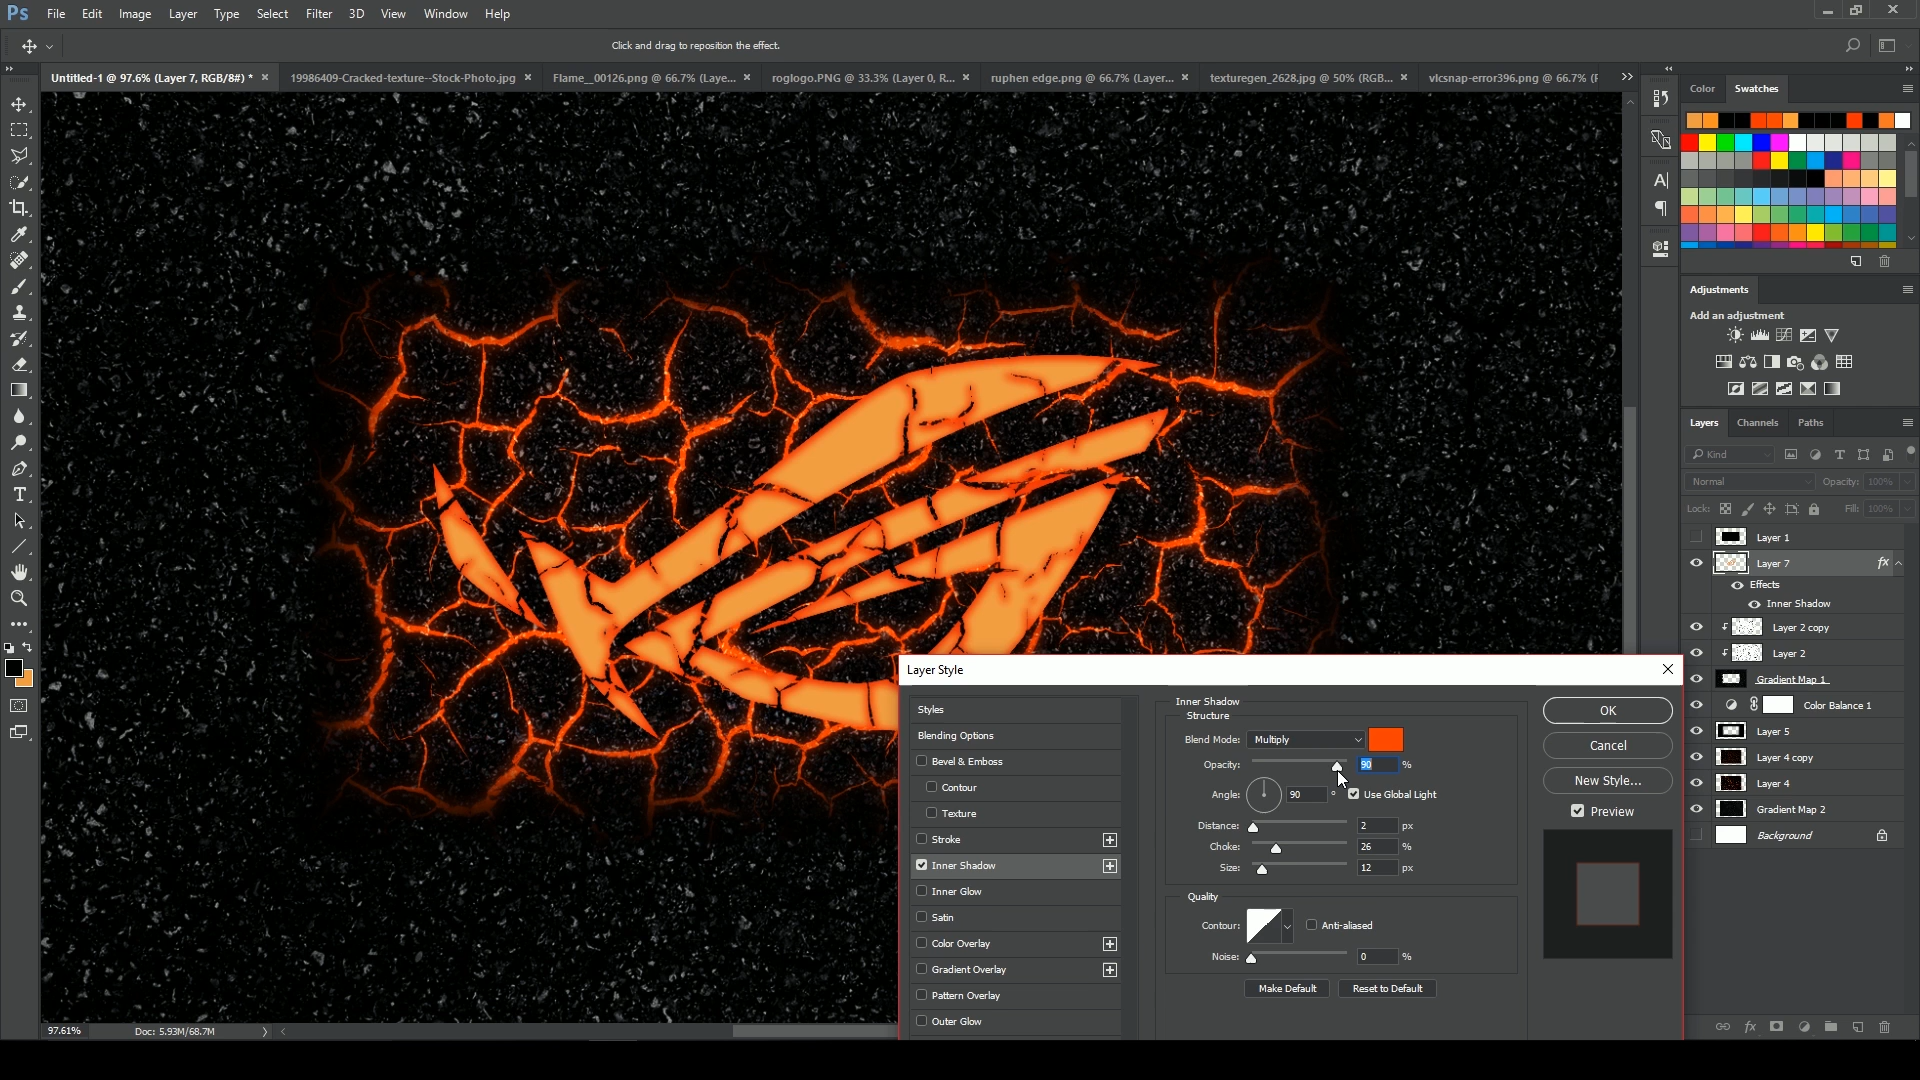 Ps File Edit Image Layer Type Select Filter 3D View Window Help
Click and drag to reposition the effect.
Untitled-1 @ 97.6% (Layer 7, RGB/8#) *
19986409-Cracked-texture--Stock-Photo.jpg
Flame__00126.png @ 66.7% (Laye...
roglogo.PNG @ 33.3% (Layer 0, R...
ruphen edge.png @ 66.7% (Layer...
texturegen_2628.jpg @ 50% (RGB...
vlcsnap-error396.png @ 66.7% (F
Color Swatches
Adjustments
Add an adjustment
Layers Channels Paths
Kind
Normal Opacity: 100%
Lock: Fill: 100%
Layer 1
Layer 7 fx
Effects
Inner Shadow
Layer 2 copy
Layer 2
Gradient Map 1
Color Balance 1
Layer 5
Layer 4 copy
Layer 4
Gradient Map 2
Background
Layer Style
Styles
Blending Options
Bevel & Emboss
Contour
Texture
Stroke
Inner Shadow
Inner Glow
Satin
Color Overlay
Gradient Overlay
Pattern Overlay
Outer Glow
Inner Shadow
Structure
Blend Mode: Multiply
Opacity: 90 %
Angle: 90 ° Use Global Light
Distance: 2 px
Choke: 26 %
Size: 12 px
Quality
Contour: Anti-aliased
Noise: 0 %
Make Default Reset to Default
OK
Cancel
New Style...
Preview
97.61% Doc: 5.93M/68.7M
fx